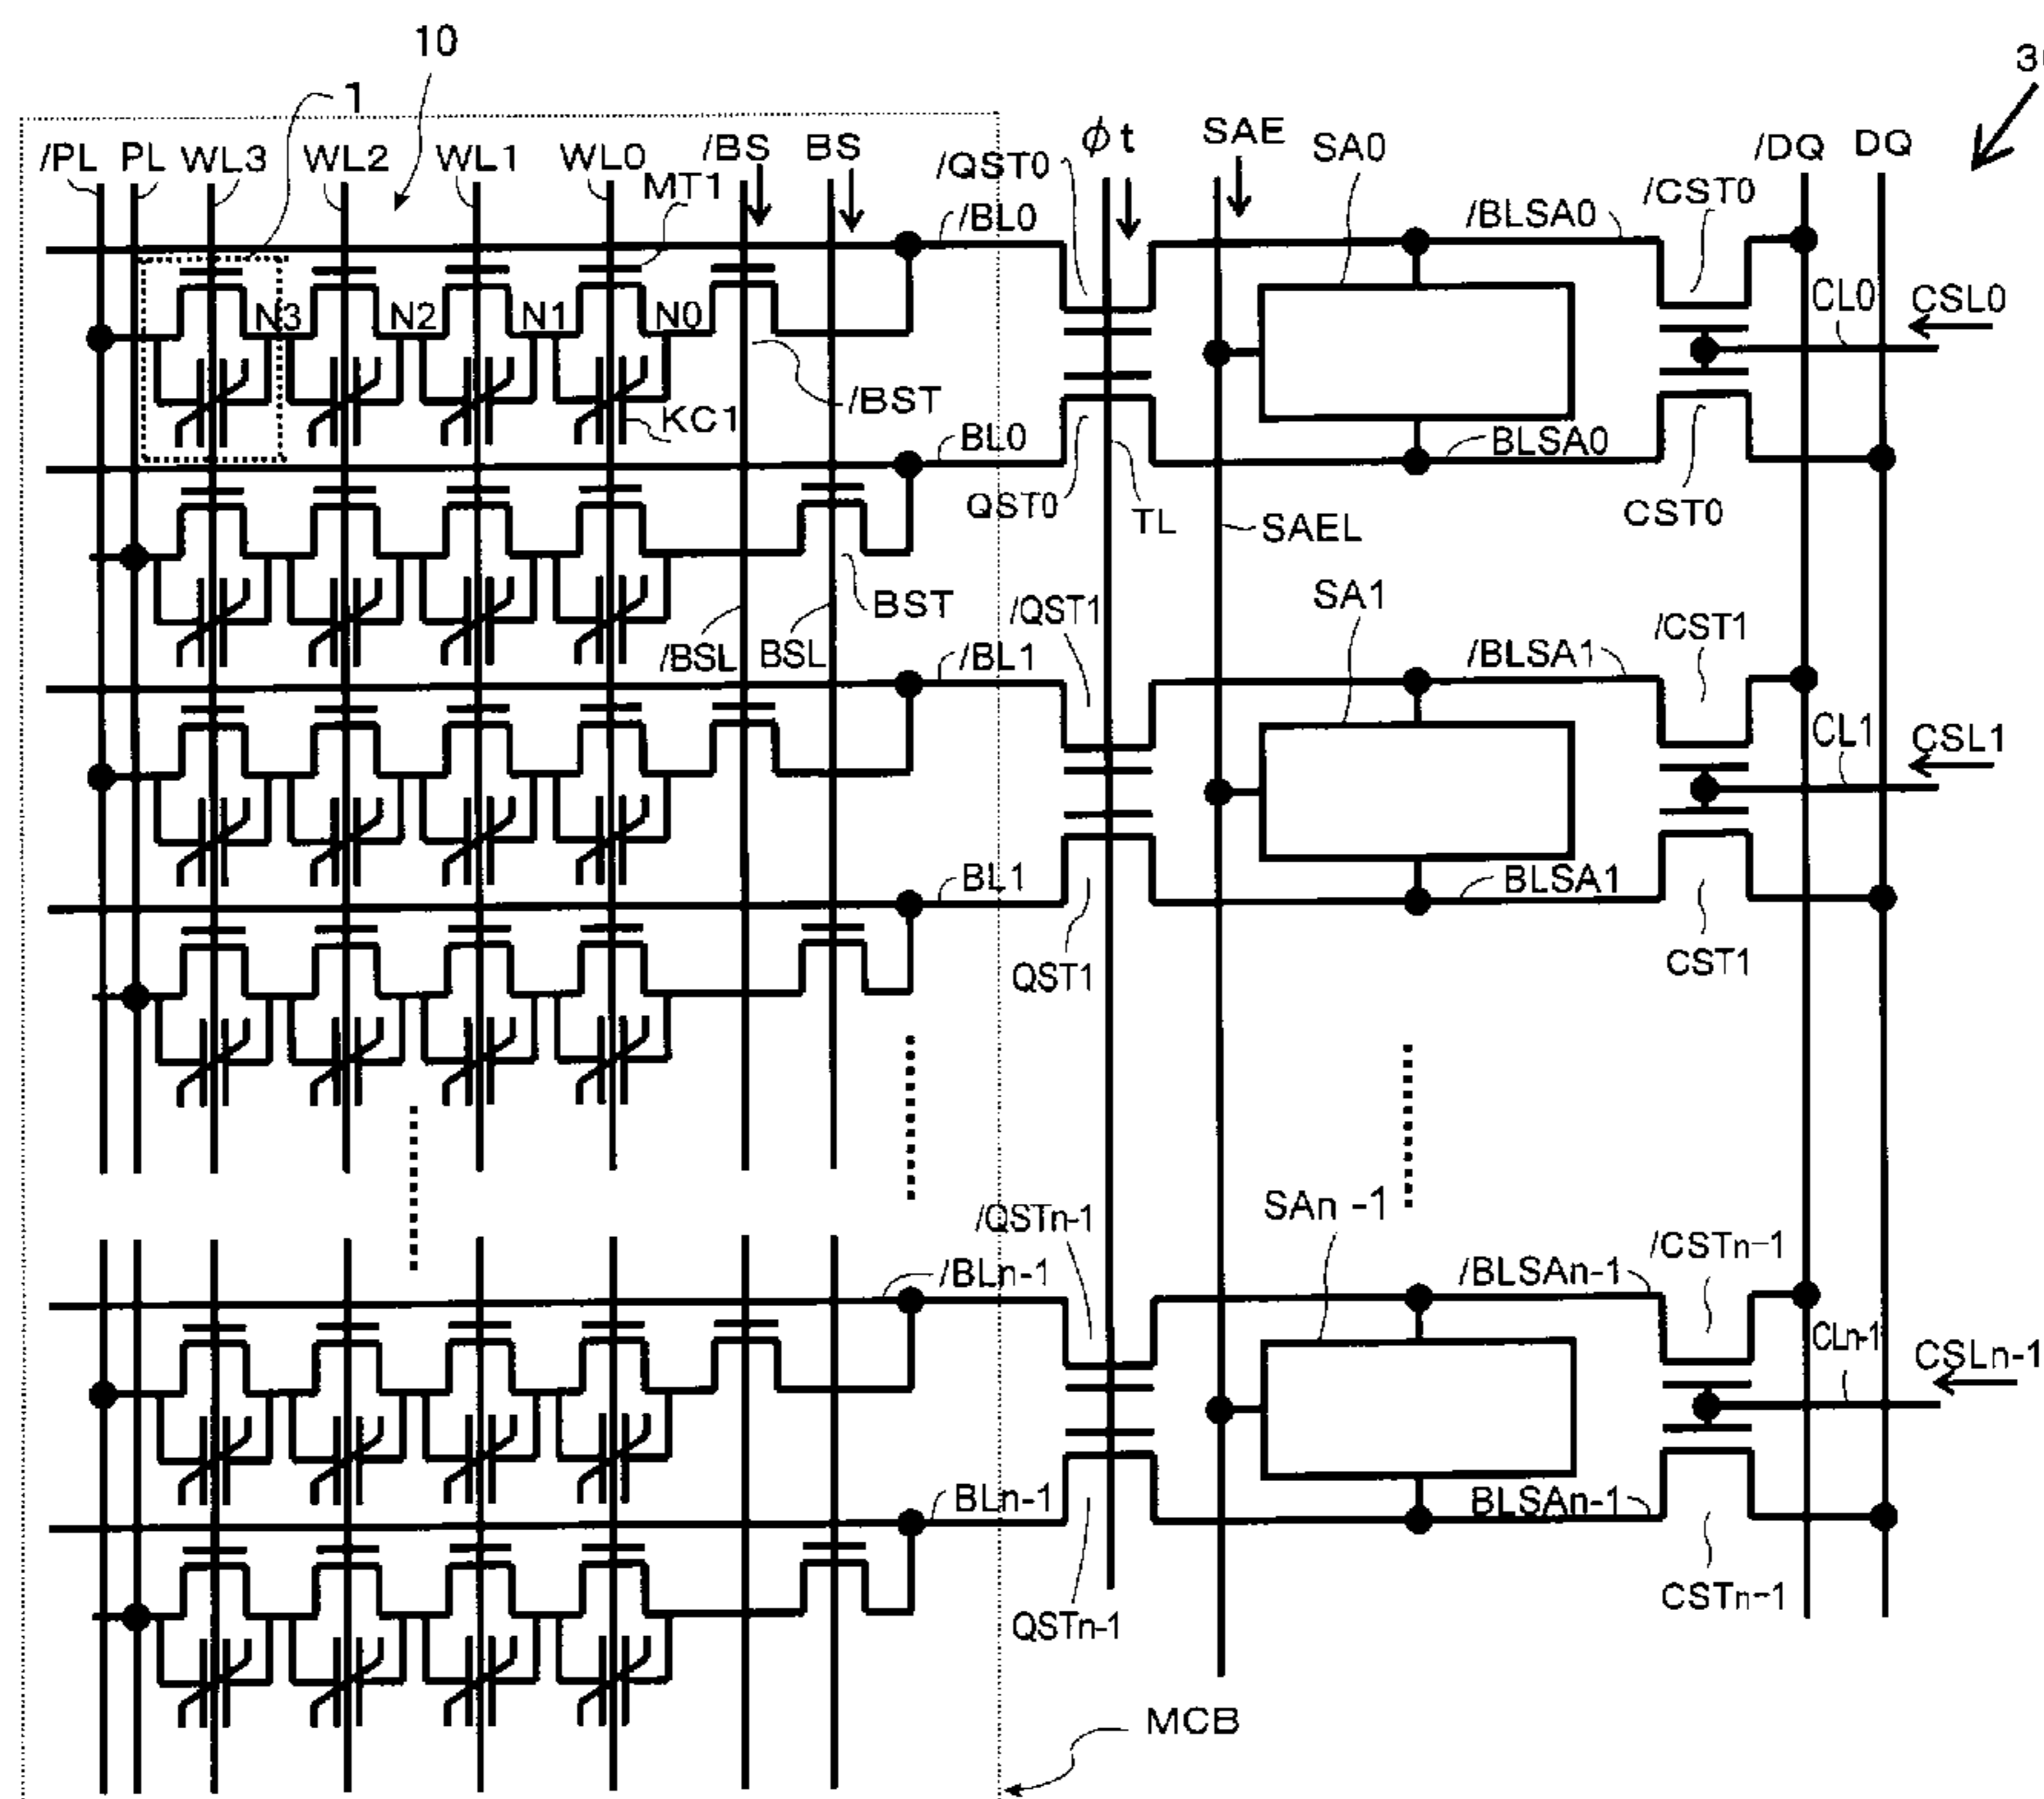 10
30
1
/PL PL WL3 WL2 WL1 WL0 /BS BS
/QST0 ϕt SAE SA0 /DQ DQ
MT1 /BL0 /BLSA0 /CST0
N3 N2 N1 N0 CL0 CSL0
KC1 /BST
BL0 BLSA0
QST0 TL SAEL CST0
BST
/BSL BSL
/QST1 SA1 /CST1
/BL1 /BLSA1
CL1 CSL1
BL1 BLSA1
QST1 CST1
/QSTn-1 SAn -1 /CSTn-1
/BLn-1 /BLSAn-1
CLn-1 CSLn-1
BLn-1 BLSAn-1
QSTn-1 CSTn-1
MCB